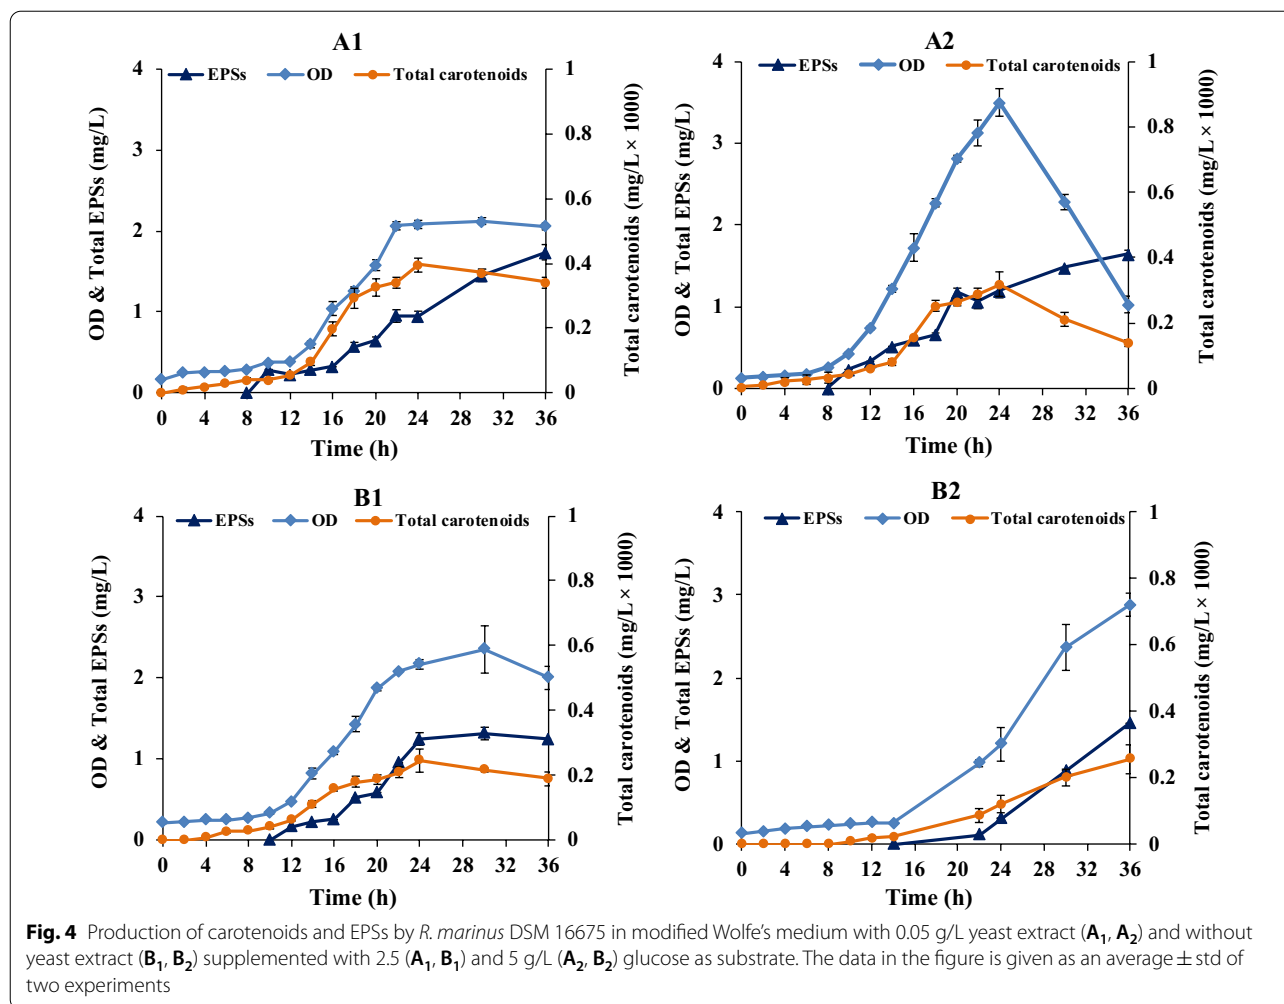 A1
EPSs OD Total carotenoids
OD & Total EPSs (mg/L)
4
3
2
1
0
Total carotenoids (mg/L × 1000)
1
0.8
0.6
0.4
0.2
0
0 4 8 12 16 20 24 28 32 36
Time (h)
A2
EPSs OD Total carotenoids
OD & Total EPSs (mg/L)
4
3
2
1
0
Total carotenoids (mg/L × 1000)
1
0.8
0.6
0.4
0.2
0
0 4 8 12 16 20 24 28 32 36
Time (h)
B1
EPSs OD Total carotenoids
OD & Total EPSs (mg/L)
4
3
2
1
0
Total carotenoids (mg/L × 1000)
1
0.8
0.6
0.4
0.2
0
0 4 8 12 16 20 24 28 32 36
Time (h)
B2
EPSs OD Total carotenoids
OD & Total EPSs (mg/L)
4
3
2
1
0
Total carotenoids (mg/L × 1000)
1
0.8
0.6
0.4
0.2
0
0 4 8 12 16 20 24 28 32 36
Time (h)
Fig. 4 Production of carotenoids and EPSs by R. marinus DSM 16675 in modified Wolfe's medium with 0.05 g/L yeast extract (A1, A2) and without
yeast extract (B1, B2) supplemented with 2.5 (A1, B1) and 5 g/L (A2, B2) glucose as substrate. The data in the figure is given as an average ± std of
two experiments